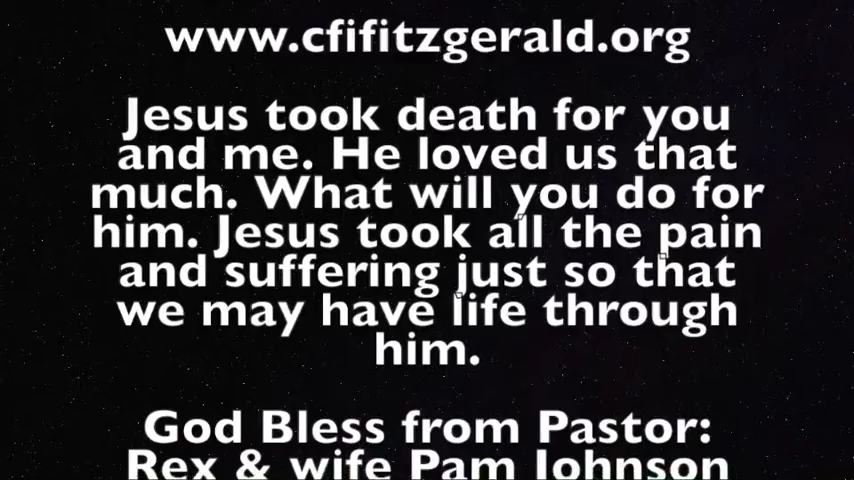 www.cfifitzgerald.org
Jesus took death for you
and me. He loved us that
much. What will you do for
him. Jesus took all the pain
and suffering just so that
we may have life through
him.
God Bless from Pastor:
Rex & wife Pam Johnson